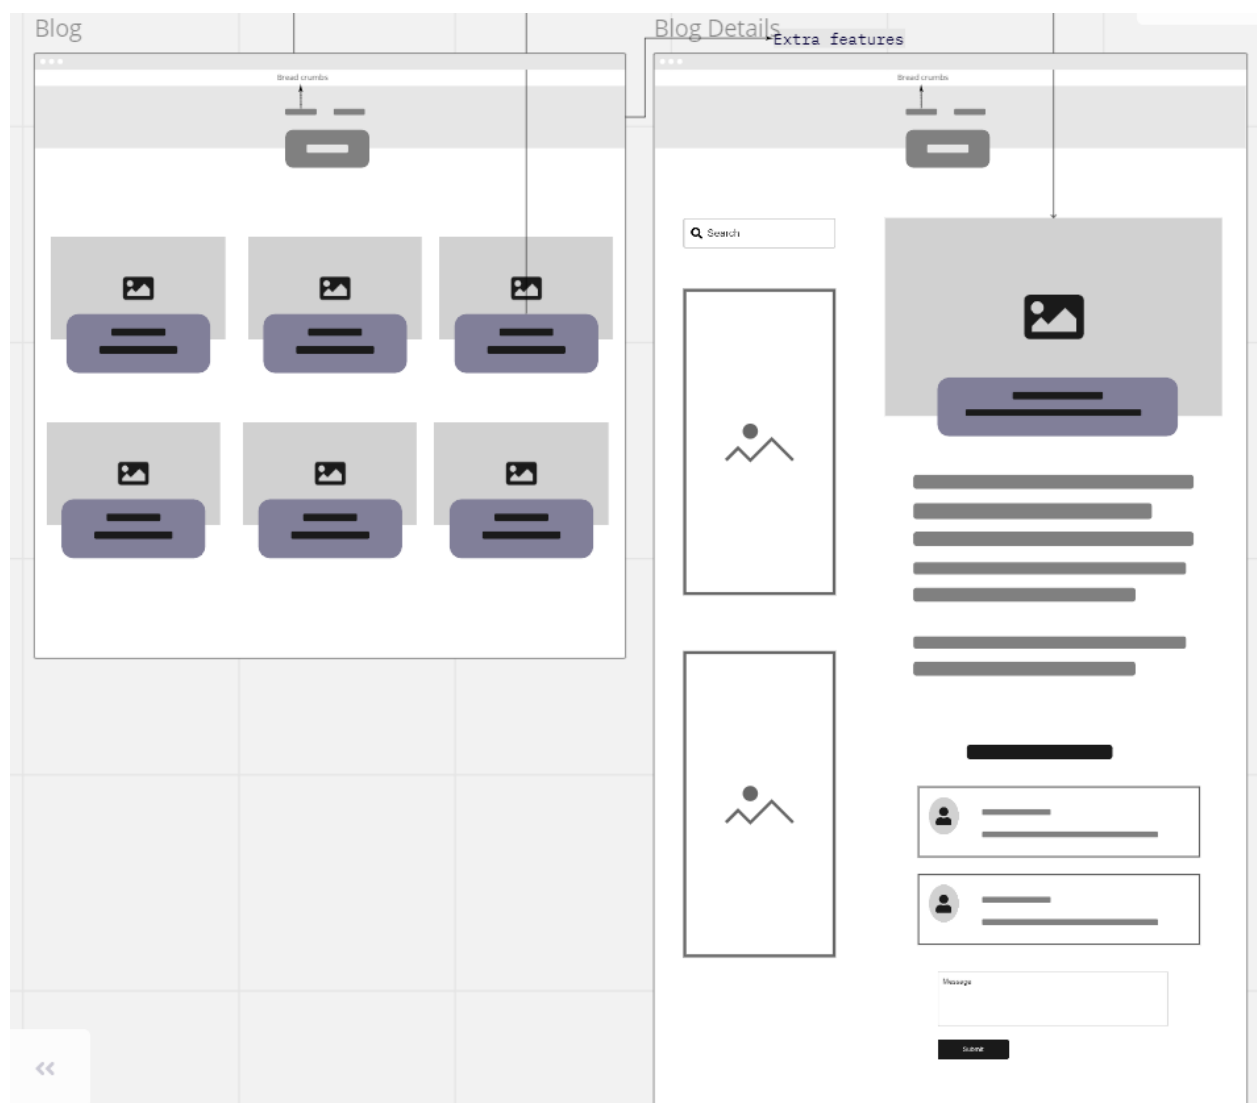 Blog
Bread crumbs
Blog Details
Extra features
Bread crumbs
Search
Message
Submit